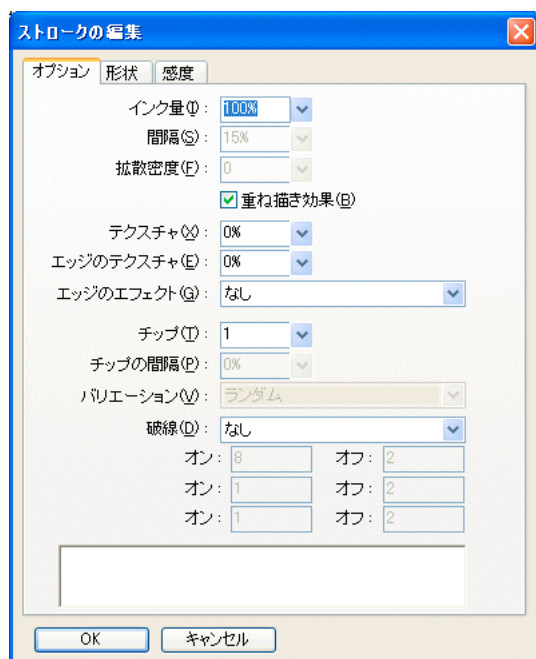 ストロークの編集
オプション 形状 感度
インク量(I): 100%
間隔(S): 15%
拡散密度(F): 0
重ね描き効果(B)
テクスチャ(X): 0%
エッジのテクスチャ(E): 0%
エッジのエフェクト(G): なし
チップ(T): 1
チップの間隔(P): 0%
バリエーション(V): ランダム
破線(D): なし
オン: 8 オフ: 2
オン: 1 オフ: 2
オン: 1 オフ: 2
OK キャンセル